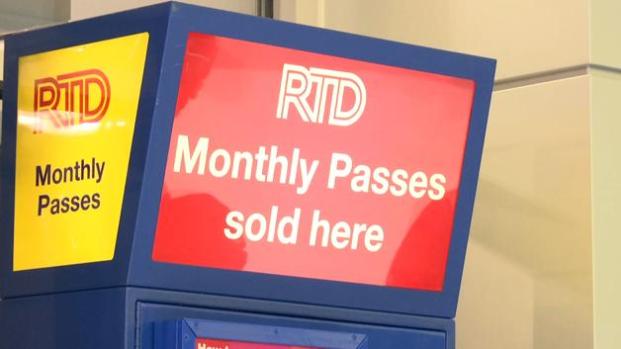 RTD
Monthly
Passes
RTD
Monthly Passes
sold here